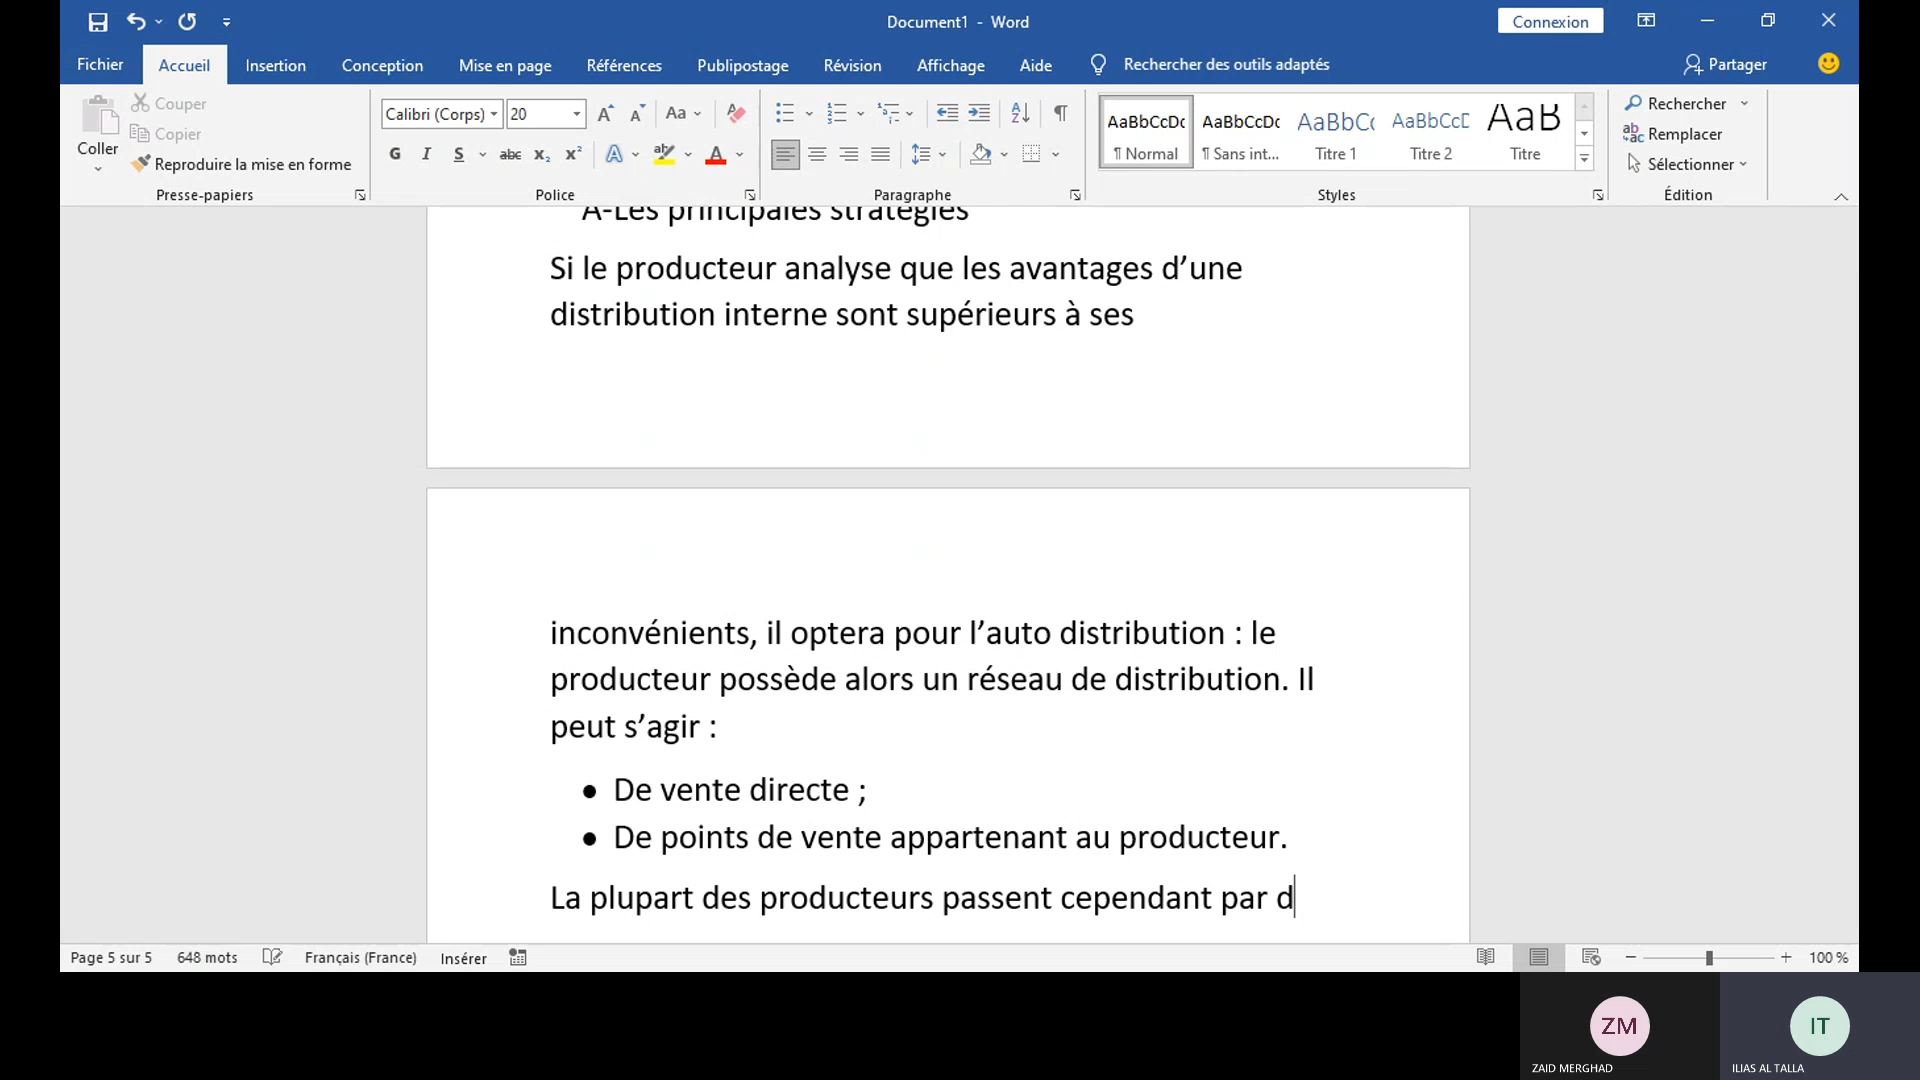 Document1 - Word
Connexion
Fichier
Accueil
Insertion
Conception
Mise en page
Références
Publipostage
Révision
Affichage
Aide
Rechercher des outils adaptés
Partager
Coller
Couper
Copier
Reproduire la mise en forme
Presse-papiers
Calibri (Corps)
20
Aa
G I S abc x₂ x²
A
A
Police
Paragraphe
AaBbCcDc
¶ Normal
AaBbCcDc
¶ Sans int...
AaBbCc
Titre 1
AaBbCcD
Titre 2
AaB
Titre
Styles
Rechercher
Remplacer
Sélectionner
Édition
A-Les principales stratégies
Si le producteur analyse que les avantages d’une
distribution interne sont supérieurs à ses
inconvénients, il optera pour l’auto distribution : le
producteur possède alors un réseau de distribution. Il
peut s’agir :
• De vente directe ;
• De points de vente appartenant au producteur.
La plupart des producteurs passent cependant par d
Page 5 sur 5
648 mots
Français (France)
Insérer
100 %
ZM
ZAID MERGHAD
IT
ILIAS AL TALLA